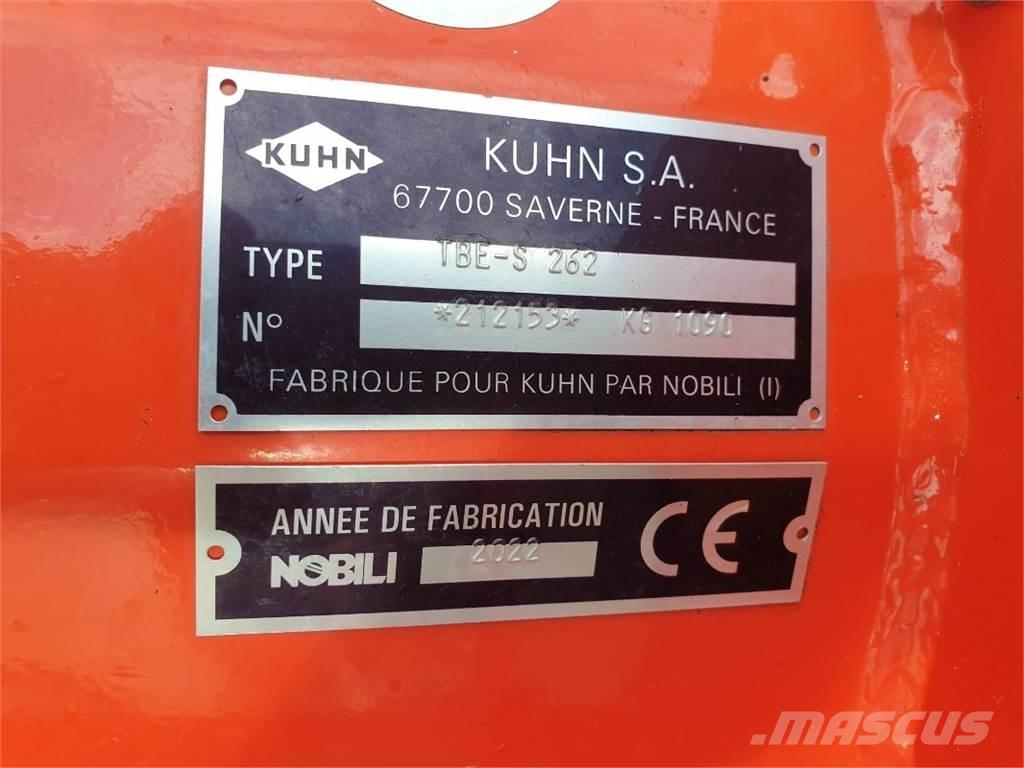 KUHN
KUHN S.A.
67700 SAVERNE - FRANCE
TYPE TBE-S 262
N° *212153* KG 1090
FABRIQUE POUR KUHN PAR NOBILI (I)
ANNEE DE FABRICATION
NOBILI 2022
CE
MASCUS